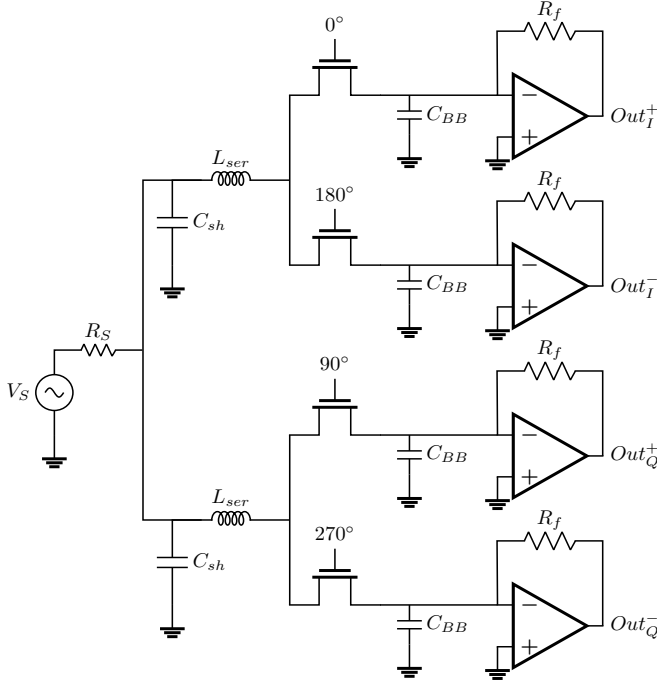 0°
R_f
C_BB
−
+
Out_I^+
L_ser
C_sh
180°
R_f
C_BB
−
+
Out_I^−
R_S
V_S
90°
R_f
C_BB
−
+
Out_Q^+
L_ser
C_sh
270°
R_f
C_BB
−
+
Out_Q^−